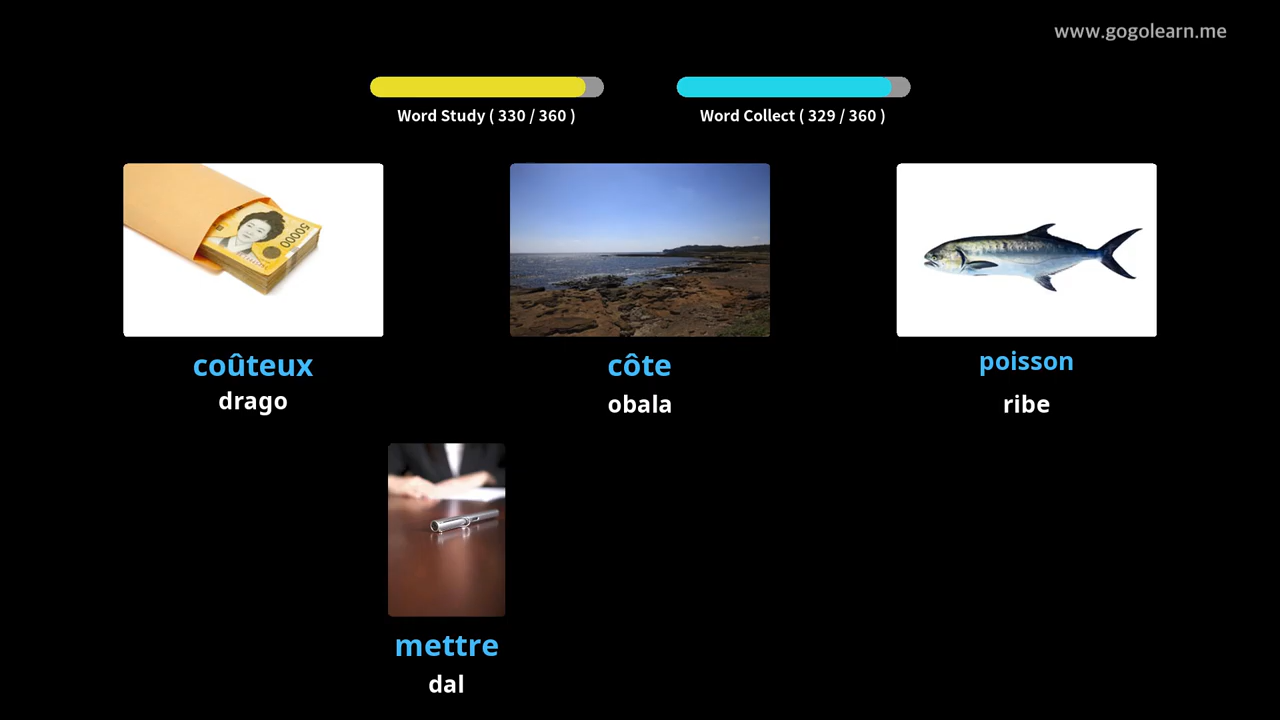 www.gogolearn.me
Word Study ( 330 / 360 )
Word Collect ( 329 / 360 )
50000
coûteux
drago
côte
obala
poisson
ribe
mettre
dal